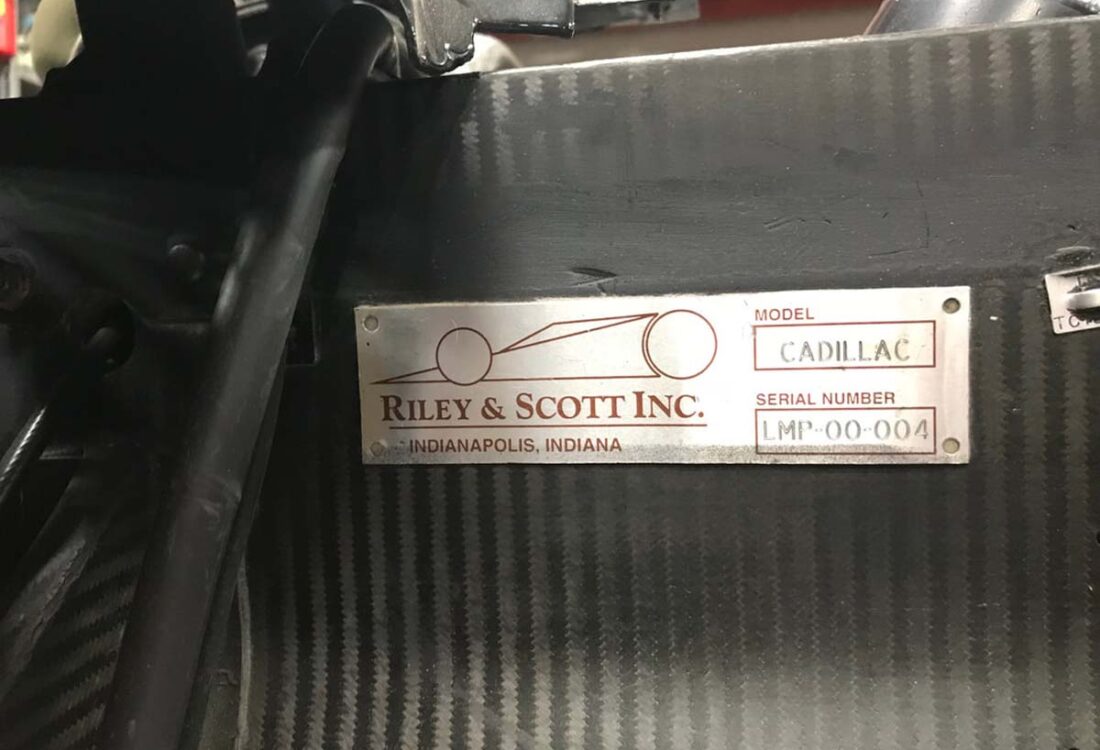 RILEY & SCOTT INC.
INDIANAPOLIS, INDIANA
MODEL
CADILLAC
SERIAL NUMBER
LMP-00-004